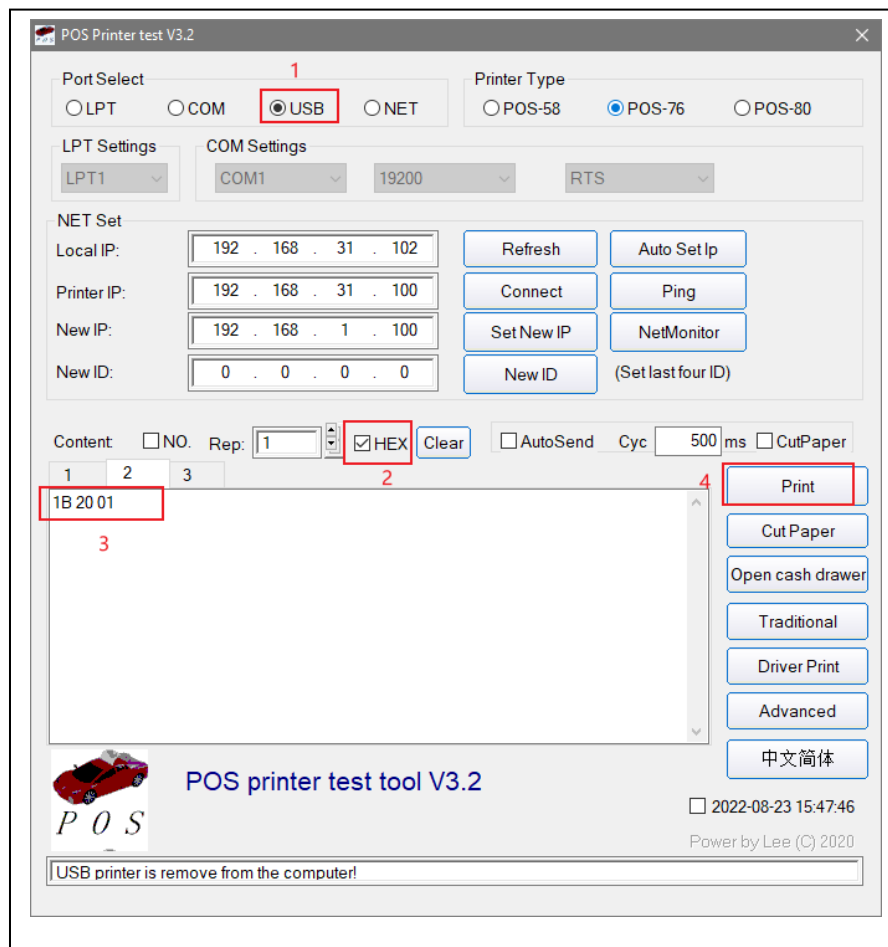 POS Printer test V3.2
1
Port Select
Printer Type
LPT COM USB NET
POS-58 POS-76 POS-80
LPT Settings
COM Settings
LPT1
COM1 19200 RTS
NET Set
Local IP: 192 . 168 . 31 . 102 Refresh Auto Set Ip
Printer IP: 192 . 168 . 31 . 100 Connect Ping
New IP: 192 . 168 . 1 . 100 Set New IP NetMonitor
New ID: 0 . 0 . 0 . 0 New ID (Set last four ID)
Content: NO. Rep: 1 HEX Clear AutoSend Cyc 500 ms CutPaper
1 2 3
2
4
Print
1B 20 01
3
Cut Paper
Open cash drawer
Traditional
Driver Print
Advanced
中文简体
POS printer test tool V3.2
POS
2022-08-23 15:47:46
Power by Lee (C) 2020
USB printer is remove from the computer!